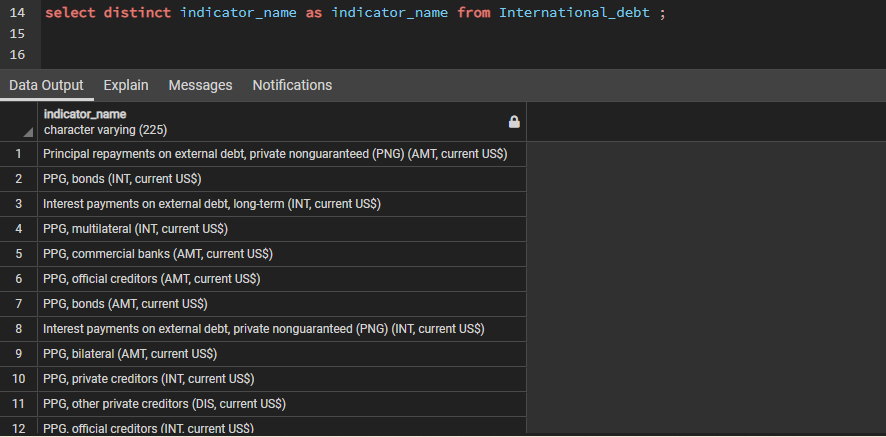 14 select distinct indicator_name as indicator_name from International_debt ;
15
16
Data Output Explain Messages Notifications
indicator_name
character varying (225)
1 Principal repayments on external debt, private nonguaranteed (PNG) (AMT, current US$)
2 PPG, bonds (INT, current US$)
3 Interest payments on external debt, long-term (INT, current US$)
4 PPG, multilateral (INT, current US$)
5 PPG, commercial banks (AMT, current US$)
6 PPG, official creditors (AMT, current US$)
7 PPG, bonds (AMT, current US$)
8 Interest payments on external debt, private nonguaranteed (PNG) (INT, current US$)
9 PPG, bilateral (AMT, current US$)
10 PPG, private creditors (INT, current US$)
11 PPG, other private creditors (DIS, current US$)
12 PPG, official creditors (INT, current US$)